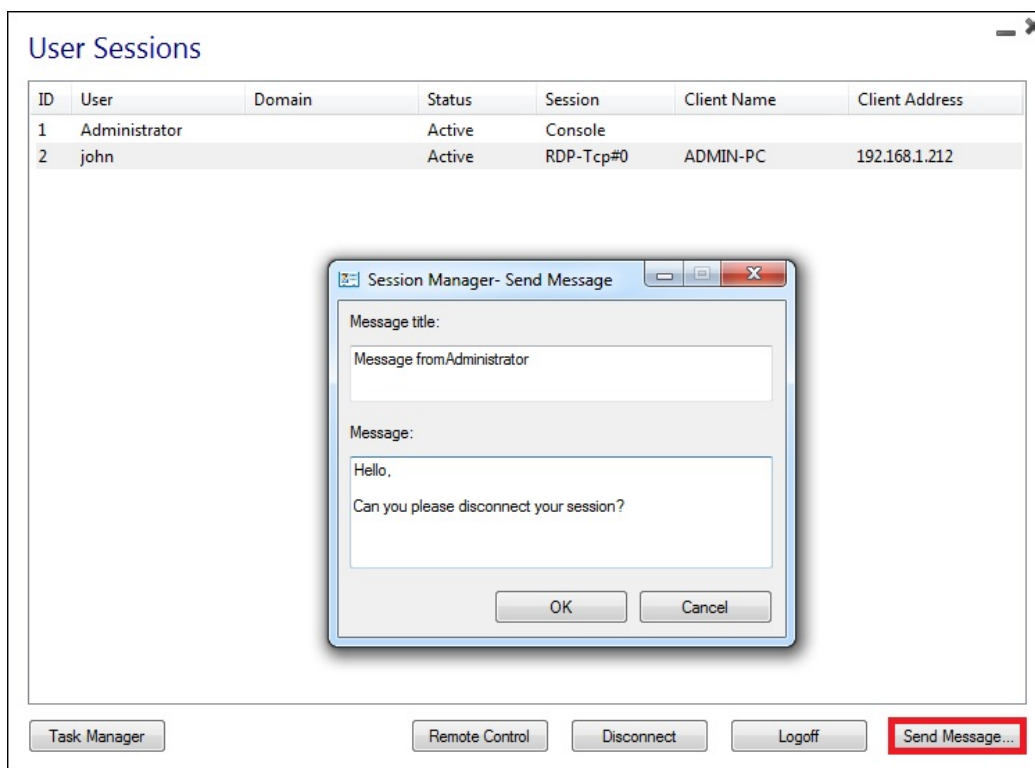 User Sessions
ID User Domain Status Session Client Name Client Address
1 Administrator Active Console
2 john Active RDP-Tcp#0 ADMIN-PC 192.168.1.212
Session Manager- Send Message
Message title:
Message fromAdministrator
Message:
Hello,
Can you please disconnect your session?
OK Cancel
Task Manager Remote Control Disconnect Logoff Send Message...